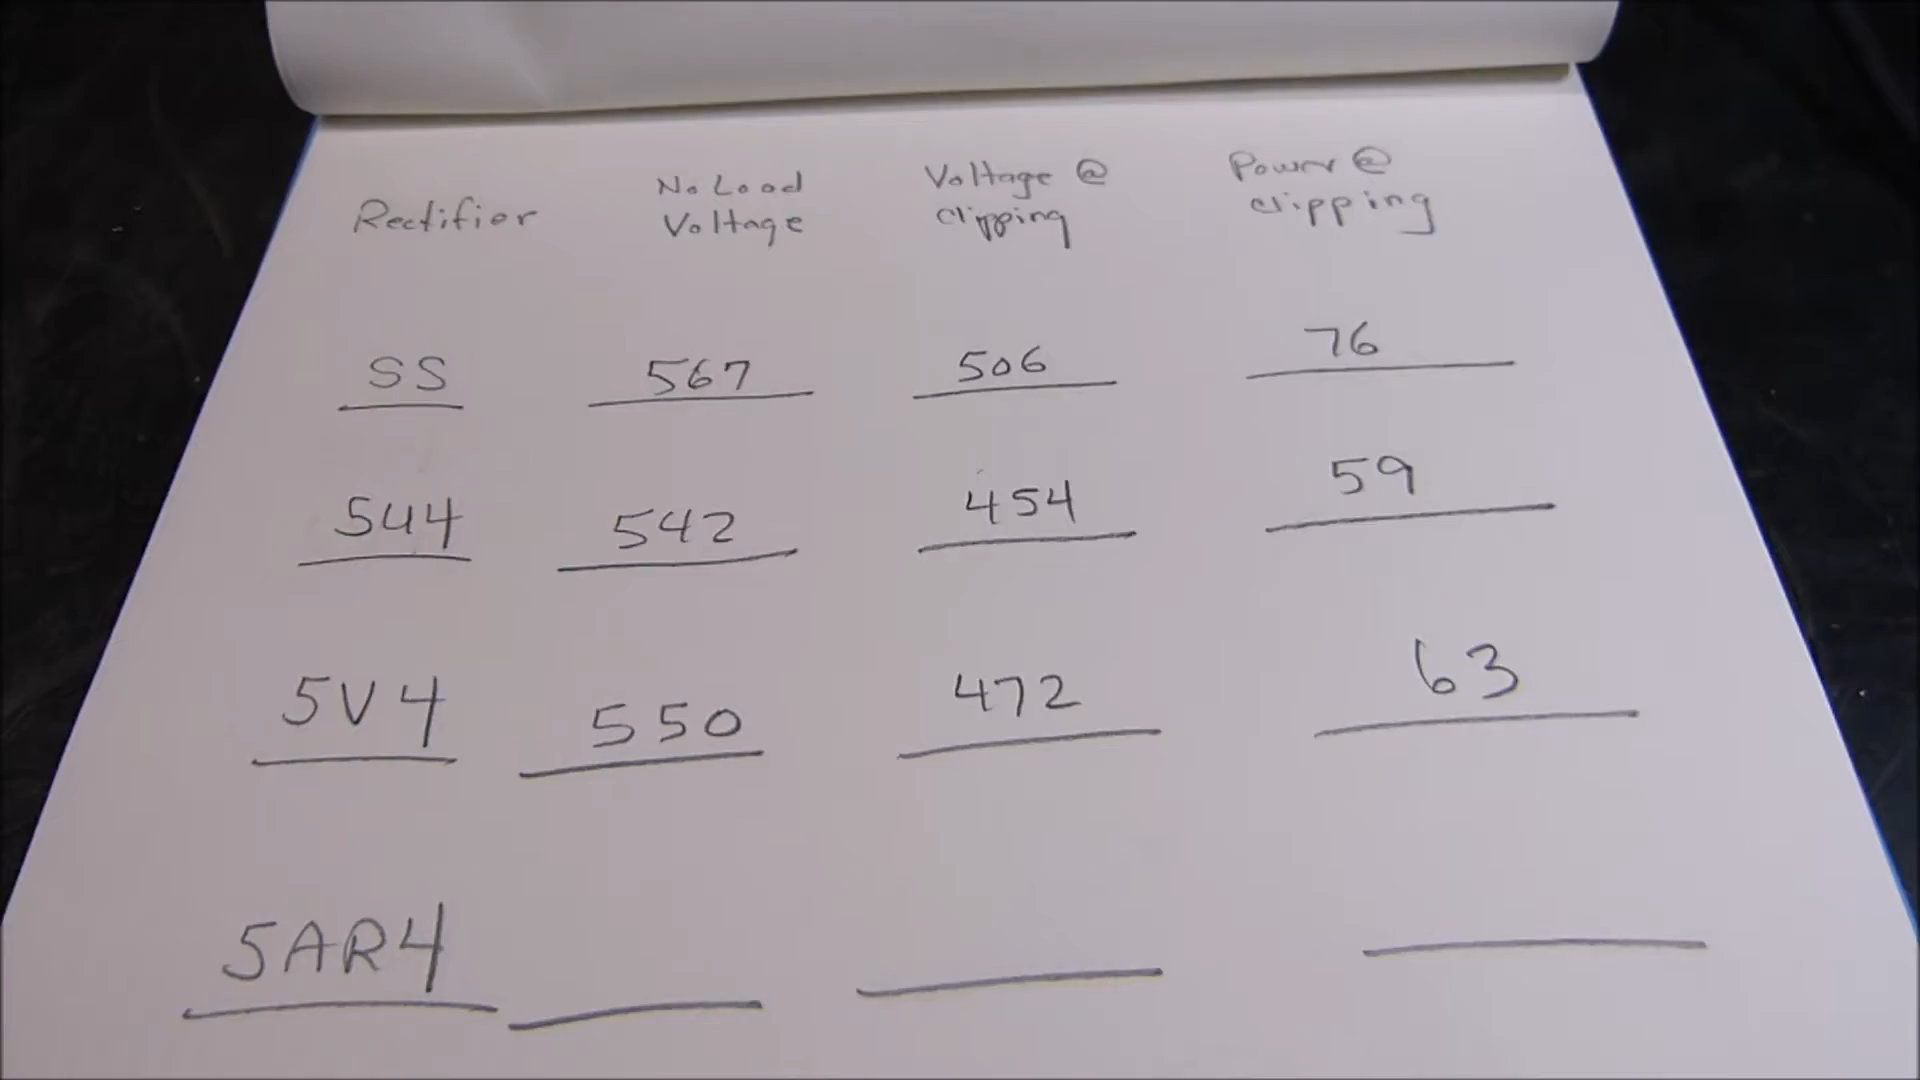 Rectifier No Load Voltage Voltage @ Clipping Power @ Clipping
SS 567 506 76
5U4 542 454 59
5V4 550 472 63
5AR4